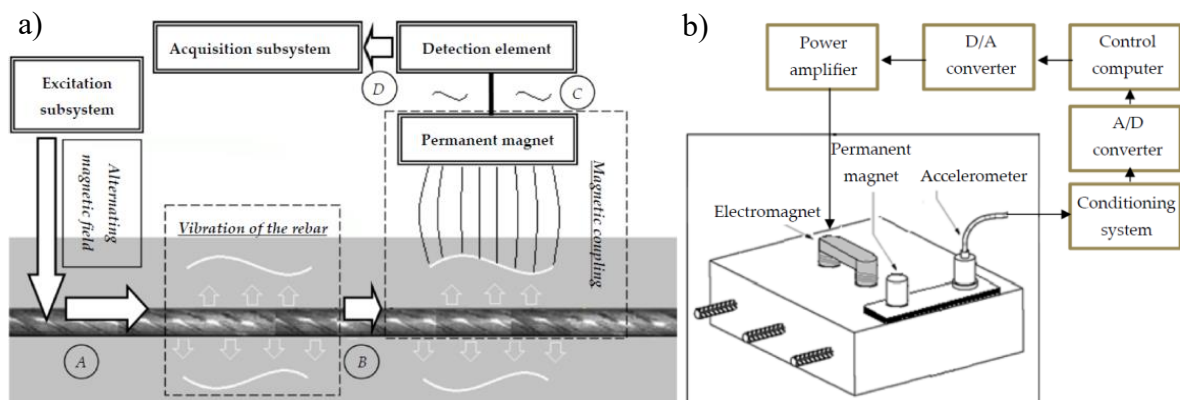 a)
Acquisition subsystem
Detection element
D
C
Excitation
subsystem
Permanent magnet
Alternating
magnetic field
Vibration of the rebar
Magnetic coupling
A
B
b)
Power
amplifier
D/A
converter
Control
computer
A/D
converter
Permanent
magnet
Accelerometer
Electromagnet
Conditioning
system